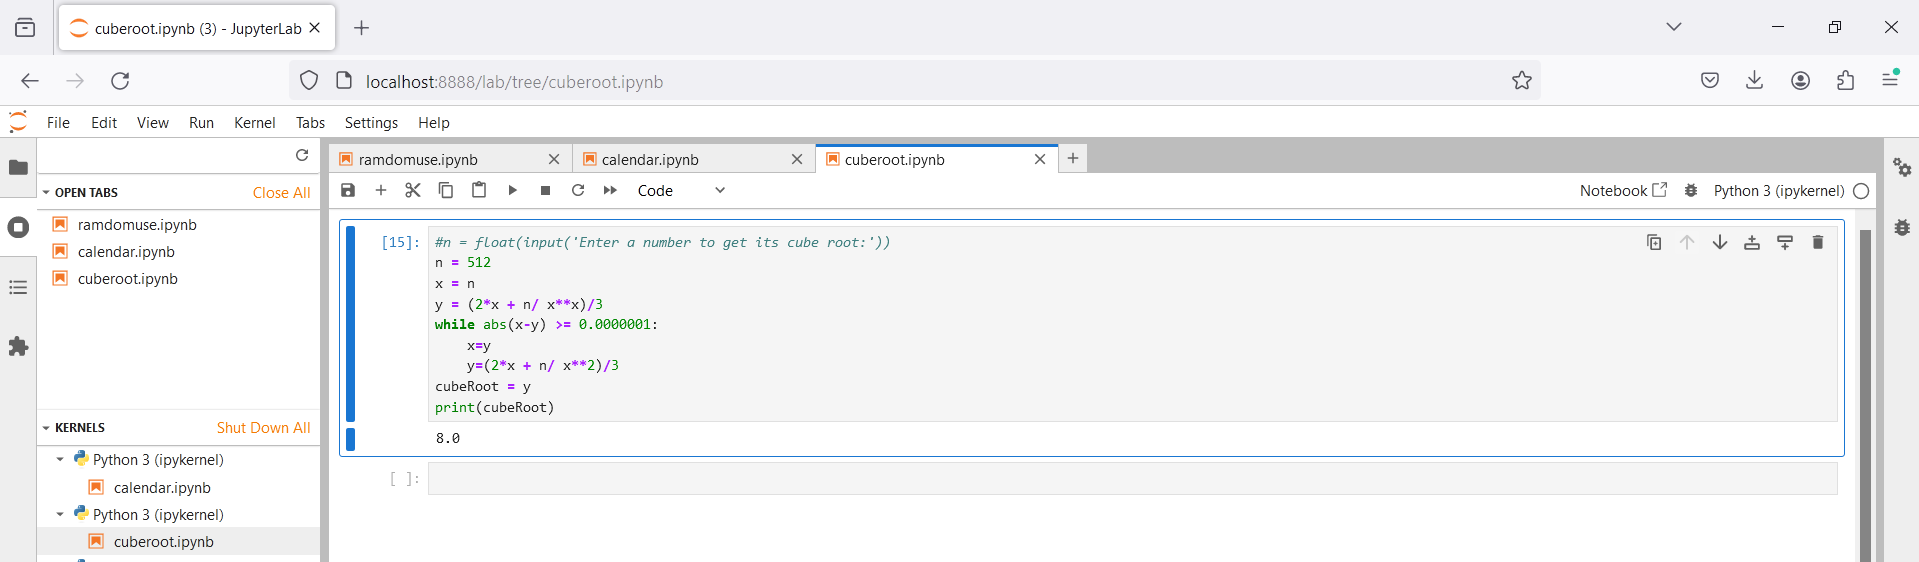 cuberoot.ipynb (3) - JupyterLab
localhost:8888/lab/tree/cuberoot.ipynb
File Edit View Run Kernel Tabs Settings Help
OPEN TABS Close All
ramdomuse.ipynb
calendar.ipynb
cuberoot.ipynb
KERNELS Shut Down All
Python 3 (ipykernel)
calendar.ipynb
Python 3 (ipykernel)
cuberoot.ipynb
ramdomuse.ipynb calendar.ipynb cuberoot.ipynb
Code Notebook Python 3 (ipykernel)
[15]: #n = float(input('Enter a number to get its cube root:'))
n = 512
x = n
y = (2*x + n/ x**x)/3
while abs(x-y) >= 0.0000001:
    x=y
    y=(2*x + n/ x**2)/3
cubeRoot = y
print(cubeRoot)
8.0
[ ]: